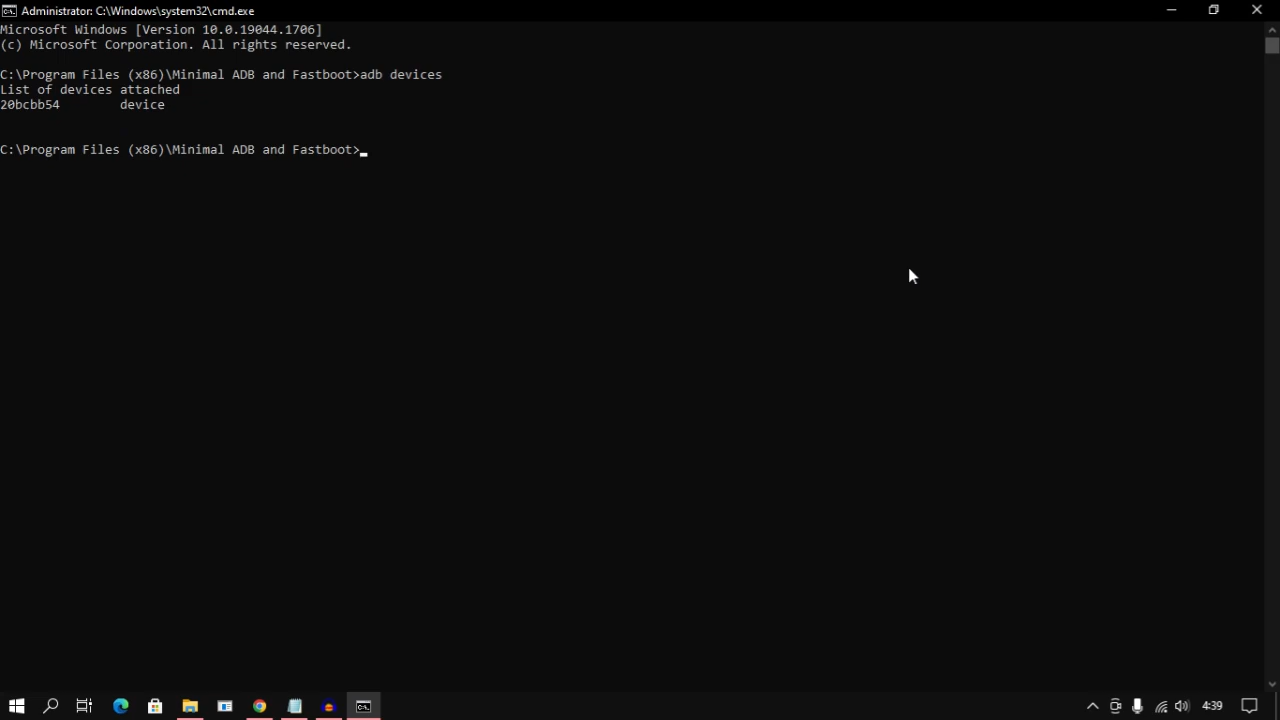 Administrator: C:\Windows\system32\cmd.exe
Microsoft Windows [Version 10.0.19044.1706]
(c) Microsoft Corporation. All rights reserved.
C:\Program Files (x86)\Minimal ADB and Fastboot>adb devices
List of devices attached
20bcbb54        device
C:\Program Files (x86)\Minimal ADB and Fastboot>_
4:39